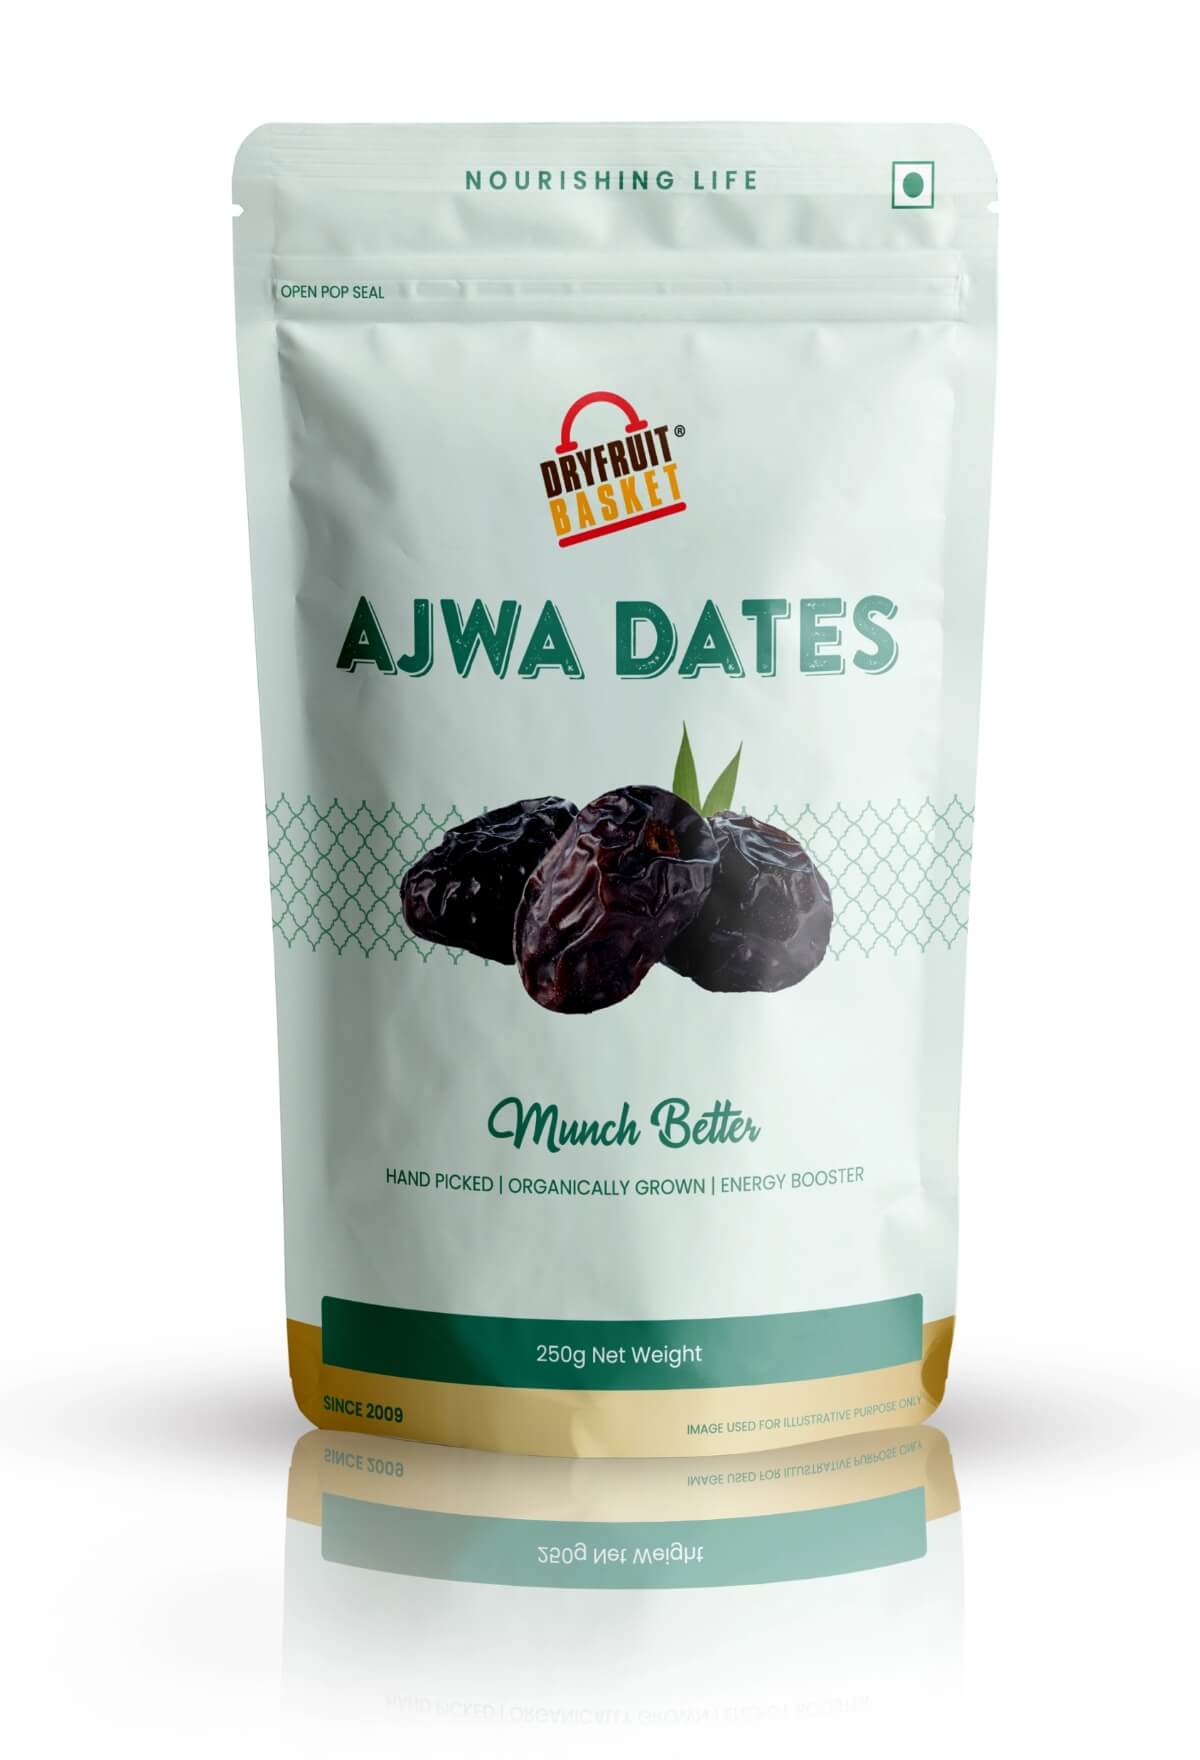 NOURISHING LIFE
OPEN POP SEAL
DRYFRUIT®
BASKET
AJWA DATES
Munch Better
HAND PICKED | ORGANICALLY GROWN | ENERGY BOOSTER
250g Net Weight
SINCE 2009
IMAGE USED FOR ILLUSTRATIVE PURPOSE ONLY